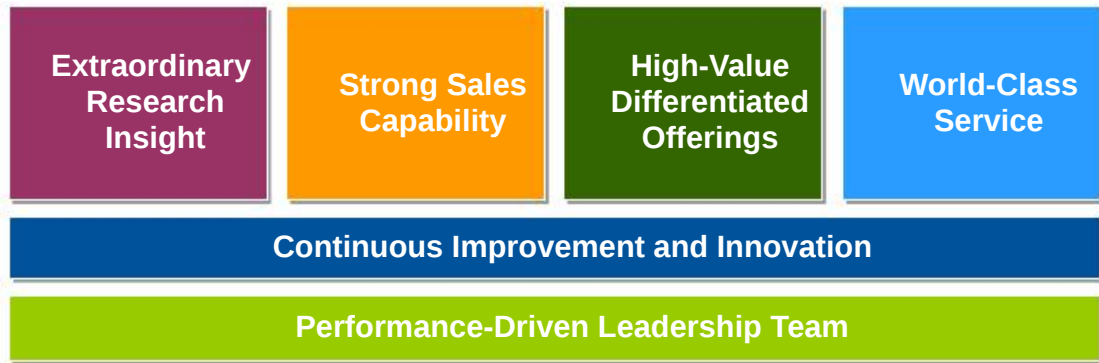 Extraordinary
Research
Insight
Strong Sales
Capability
High-Value
Differentiated
Offerings
World-Class
Service
Continuous Improvement and Innovation
Performance-Driven Leadership Team